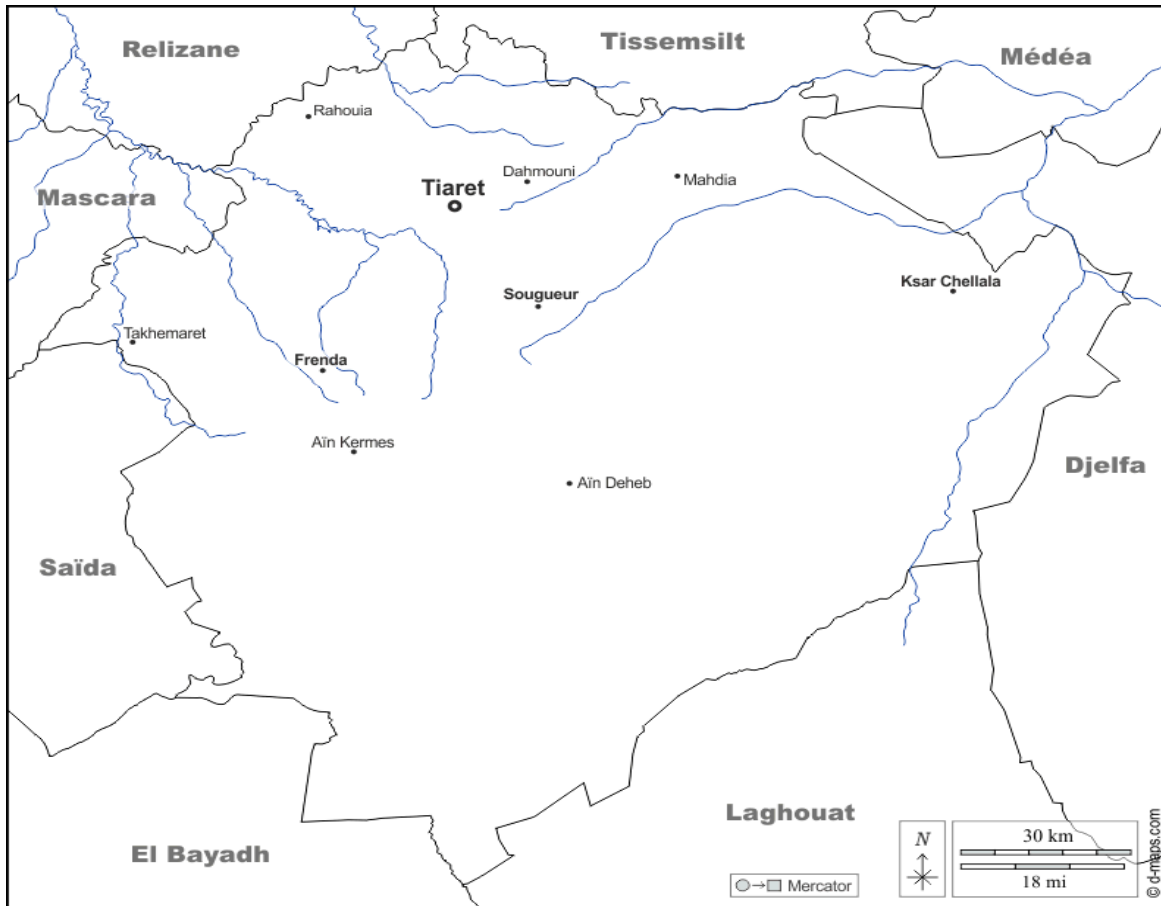 Relizane
Tissemsilt
Médéa
Rahouia
Mascara
Dahmouni
Mahdia
Tiaret
Ksar Chellala
Sougueur
Takhemaret
Frenda
Aïn Kermes
Djelfa
Aïn Deheb
Saïda
Laghouat
El Bayadh
N
30 km
18 mi
Mercator
© d-maps.com